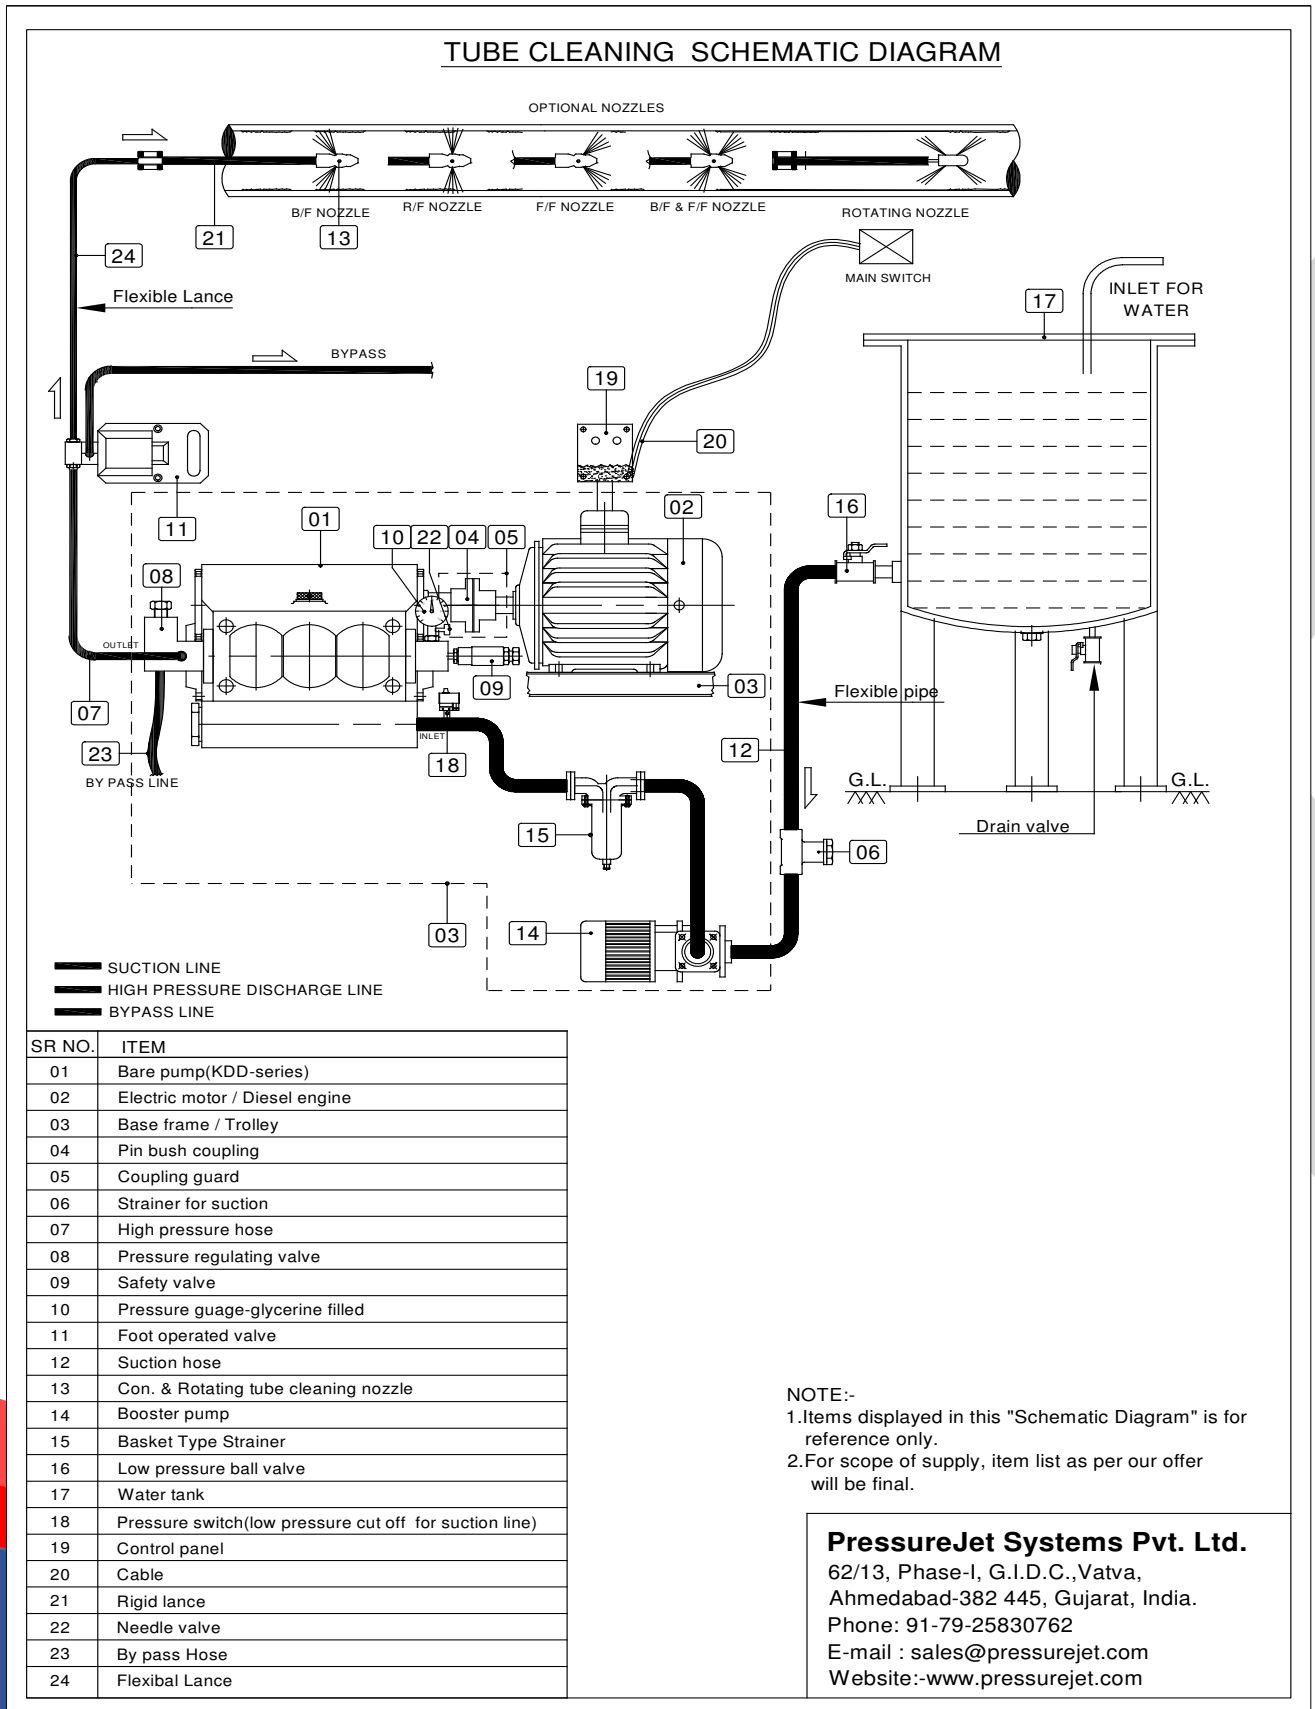 TUBE CLEANING SCHEMATIC DIAGRAM
OPTIONAL NOZZLES
B/F NOZZLE
R/F NOZZLE
F/F NOZZLE
B/F & F/F NOZZLE
ROTATING NOZZLE
21
13
24
MAIN SWITCH
Flexible Lance
17
INLET FOR
WATER
BYPASS
19
20
11
01
10
22
04
05
02
16
08
OUTLET
09
03
Flexible pipe
07
23
BY PASS LINE
INLET
18
12
G.L.
G.L.
15
Drain valve
06
03
14
SUCTION LINE
HIGH PRESSURE DISCHARGE LINE
BYPASS LINE
SR NO. ITEM
01 Bare pump(KDD-series)
02 Electric motor / Diesel engine
03 Base frame / Trolley
04 Pin bush coupling
05 Coupling guard
06 Strainer for suction
07 High pressure hose
08 Pressure regulating valve
09 Safety valve
10 Pressure guage-glycerine filled
11 Foot operated valve
12 Suction hose
13 Con. & Rotating tube cleaning nozzle
14 Booster pump
15 Basket Type Strainer
16 Low pressure ball valve
17 Water tank
18 Pressure switch(low pressure cut off for suction line)
19 Control panel
20 Cable
21 Rigid lance
22 Needle valve
23 By pass Hose
24 Flexibal Lance
NOTE:-
1.Items displayed in this "Schematic Diagram" is for
reference only.
2.For scope of supply, item list as per our offer
will be final.
PressureJet Systems Pvt. Ltd.
62/13, Phase-I, G.I.D.C.,Vatva,
Ahmedabad-382 445, Gujarat, India.
Phone: 91-79-25830762
E-mail : sales@pressurejet.com
Website:-www.pressurejet.com